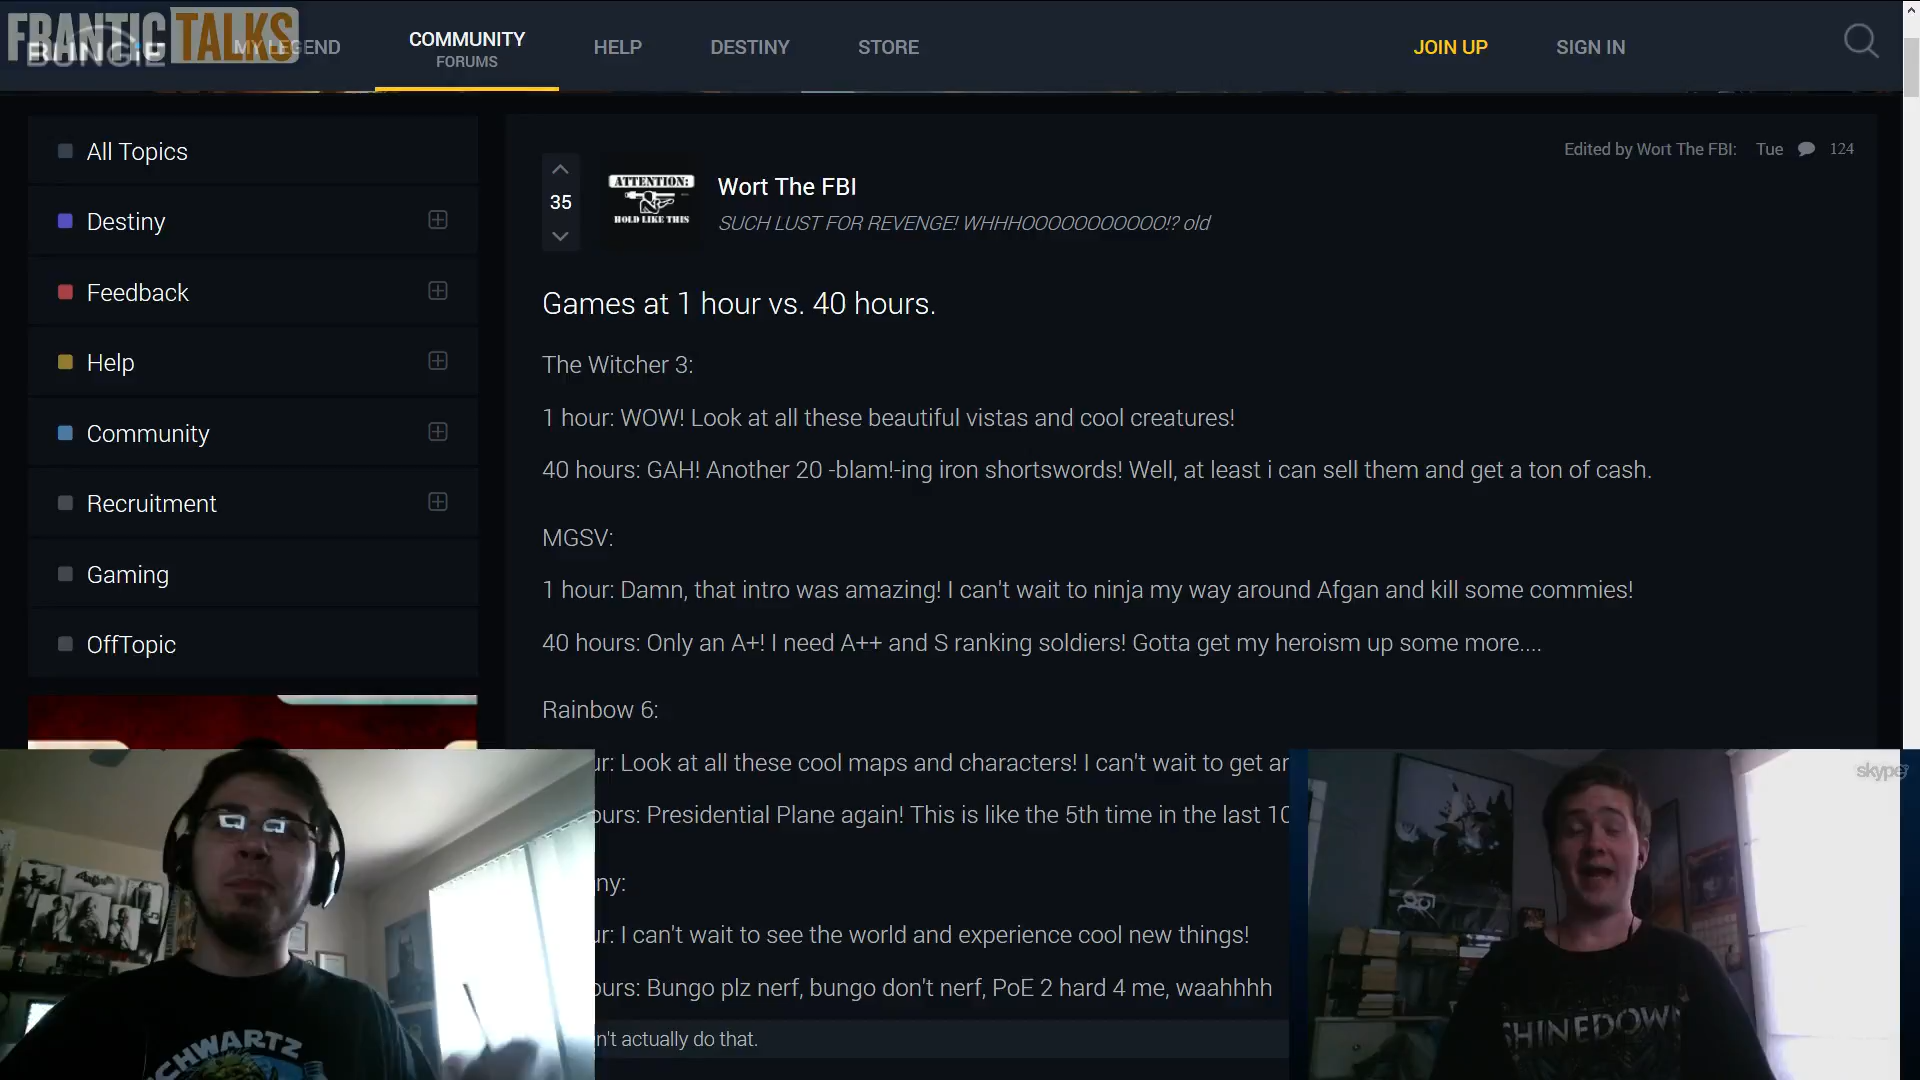 FRANTIC TALKS
BUNGIE
MY LEGEND
COMMUNITY
FORUMS
HELP
DESTINY
STORE
JOIN UP
SIGN IN
All Topics
Destiny
Feedback
Help
Community
Recruitment
Gaming
OffTopic
Edited by Wort The FBI: Tue 124
35
ATTENTION:
HOLD LIKE THIS
Wort The FBI
SUCH LUST FOR REVENGE! WHHHOOOOOOOOOOO!? old
Games at 1 hour vs. 40 hours.
The Witcher 3:
1 hour: WOW! Look at all these beautiful vistas and cool creatures!
40 hours: GAH! Another 20 -blam!-ing iron shortswords! Well, at least i can sell them and get a ton of cash.
MGSV:
1 hour: Damn, that intro was amazing! I can't wait to ninja my way around Afgan and kill some commies!
40 hours: Only an A+! I need A++ and S ranking soldiers! Gotta get my heroism up some more....
Rainbow 6:
ur: Look at all these cool maps and characters! I can't wait to get ar
ours: Presidential Plane again! This is like the 5th time in the last 10
ny:
ur: I can't wait to see the world and experience cool new things!
ours: Bungo plz nerf, bungo don't nerf, PoE 2 hard 4 me, waahhhh
n't actually do that.
skype
CHWARTZ
SHINEDOWN